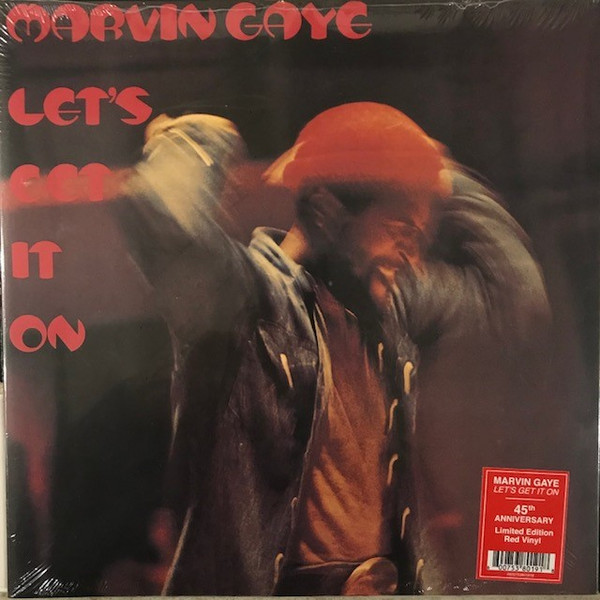 MARVIN GAYE
LET'S
GET
IT
ON
MARVIN GAYE
LET'S GET IT ON
45th
ANNIVERSARY
Limited Edition
Red Vinyl